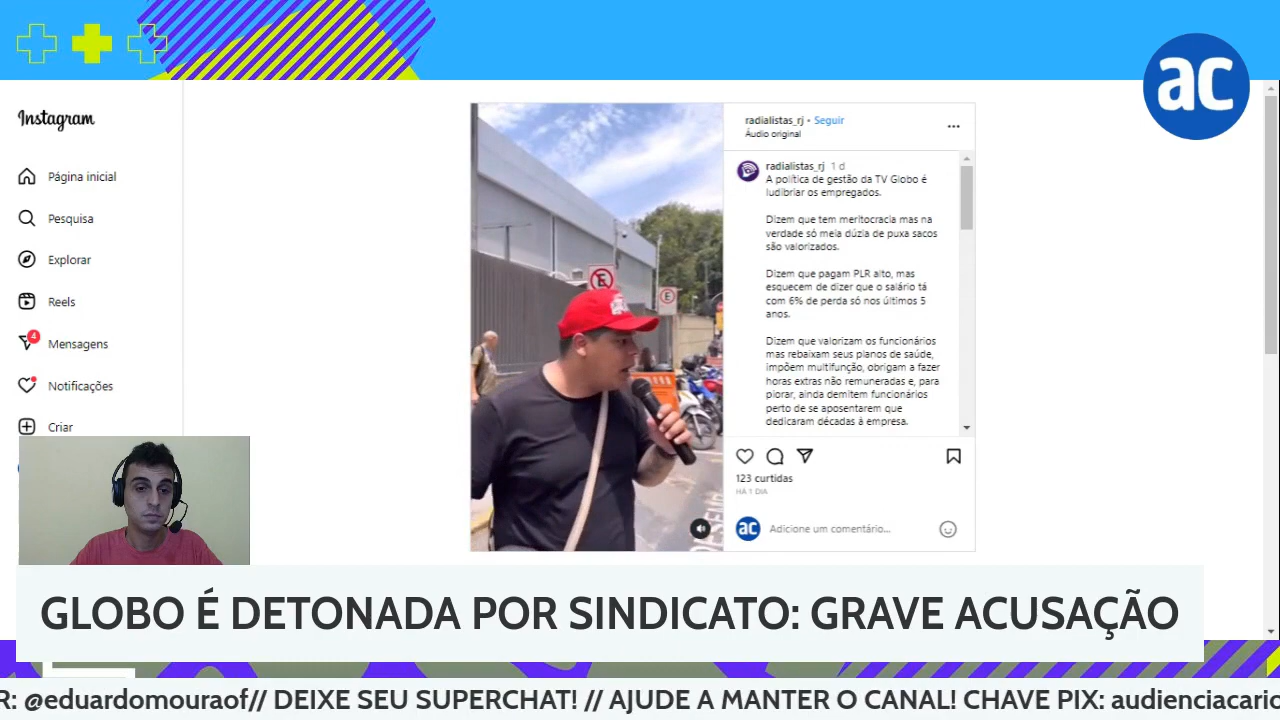 ac
Instagram
Página inicial
Pesquisa
Explorar
Reels
4
Mensagens
Notificações
Criar
E
E
radialistas_rj • Seguir
Áudio original
radialistas_rj 1 d
A política de gestão da TV Globo é
ludibriar os empregados.
Dizem que tem meritocracia mas na
verdade só meia dúzia de puxa sacos
são valorizados.
Dizem que pagam PLR alto, mas
esquecem de dizer que o salário tá
com 6% de perda só nos últimos 5
anos.
Dizem que valorizam os funcionários
mas rebaixam seus planos de saúde,
impõem multifunção, obrigam a fazer
horas extras não remuneradas e, para
piorar, ainda demitem funcionários
perto de se aposentarem que
dedicaram décadas à empresa.
123 curtidas
HÁ 1 DIA
ac
Adicione um comentário...
GLOBO É DETONADA POR SINDICATO: GRAVE ACUSAÇÃO
R: @eduardomouraof// DEIXE SEU SUPERCHAT! // AJUDE A MANTER O CANAL! CHAVE PIX: audienciacario